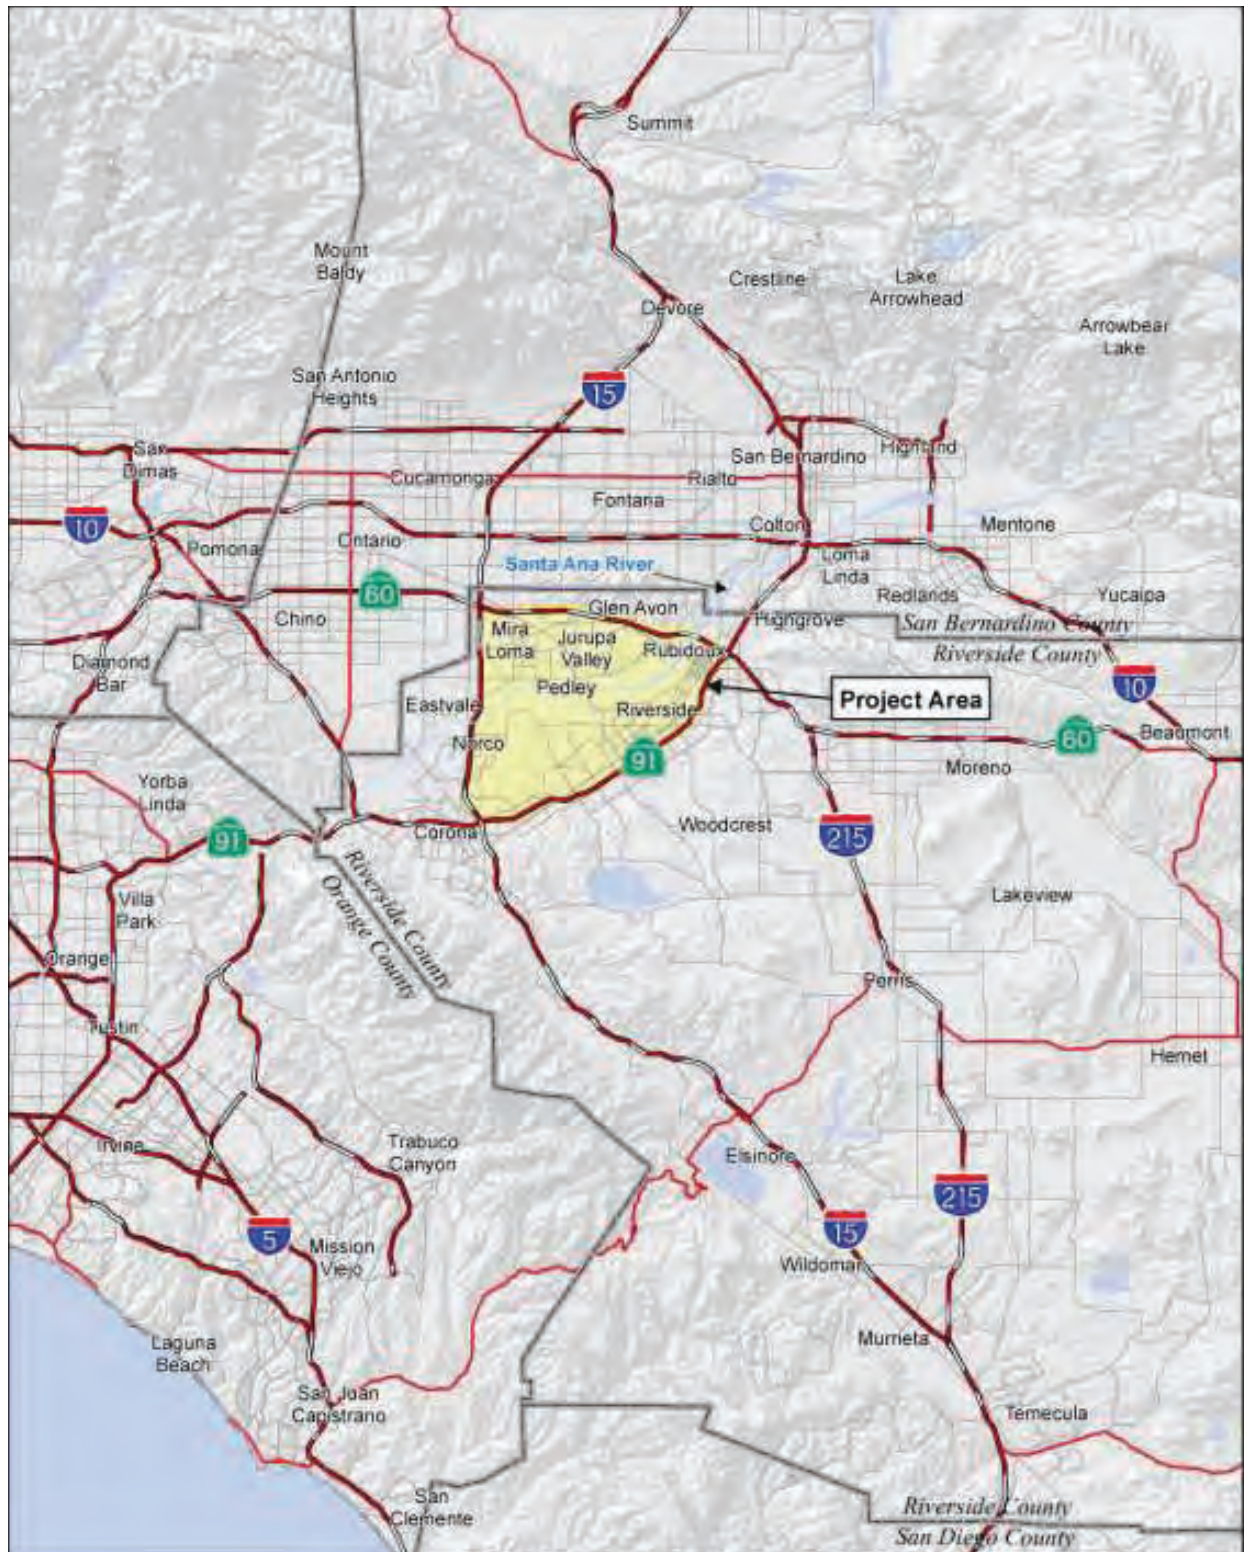 Summit
Mount
Baldy
Crestline
Lake
Arrowhead
Devore
Arrowbear
Lake
San Antonio
Heights
15
San
Dimas
San Bernardino
Highland
Cucamonga
Rialto
Fontana
10
Colton
Mentone
Pomona
Ontario
Loma
Linda
Santa Ana River
60
Redlands
Yucaipa
Chino
Glen Avon
Highgrove
San Bernardino County
Riverside County
Mira
Loma
Jurupa
Valley
Rubidoux
Diamond
Bar
Pedley
10
Project Area
Eastvale
Riverside
Norco
60
Beaumont
91
Moreno
Yorba
Linda
91
Corona
Woodcrest
215
Riverside County
Orange County
Villa
Park
Lakeview
Orange
Perris
Tustin
Hemet
Irvine
Trabuco
Canyon
Elsinore
215
5
Mission
Viejo
15
Wildomar
Laguna
Beach
Murrieta
San Juan
Capistrano
Temecula
San
Clemente
Riverside County
San Diego County